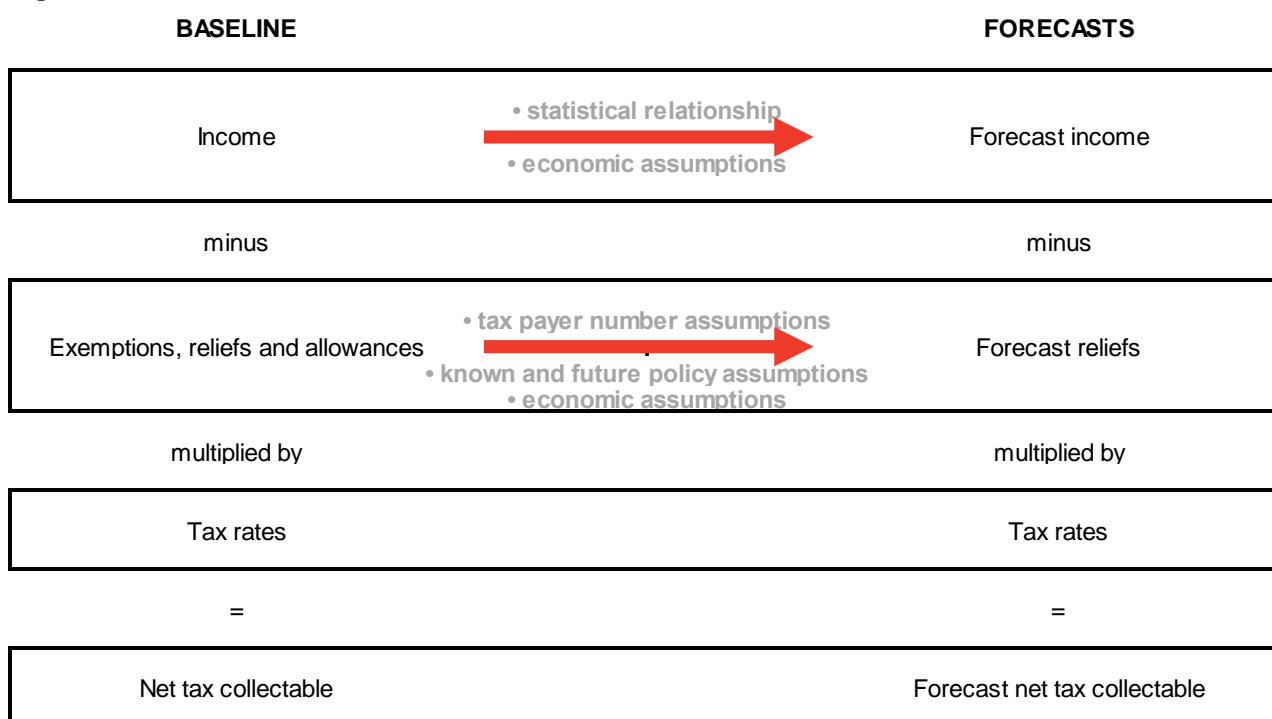 BASELINE FORECASTS
• statistical relationship
Income Forecast income
• economic assumptions
minus minus
• tax payer number assumptions
Exemptions, reliefs and allowances Forecast reliefs
• known and future policy assumptions
• economic assumptions
multiplied by multiplied by
Tax rates Tax rates
= =
Net tax collectable Forecast net tax collectable